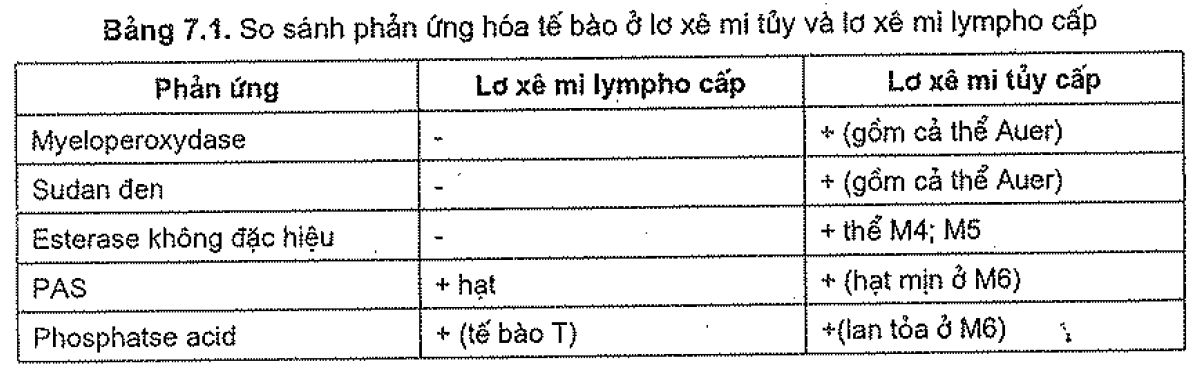 Bảng 7.1. So sánh phản ứng hóa tế bào ở lơ xê mi tủy và lơ xê mi lympho cấp
Phản ứng Lơ xê mi lympho cấp Lơ xê mi tủy cấp
Myeloperoxydase - + (gồm cả thể Auer)
Sudan đen - + (gồm cả thể Auer)
Esterase không đặc hiệu - + thể M4; M5
PAS + hạt + (hạt mịn ở M6)
Phosphatse acid + (tế bào T) +(lan tỏa ở M6)